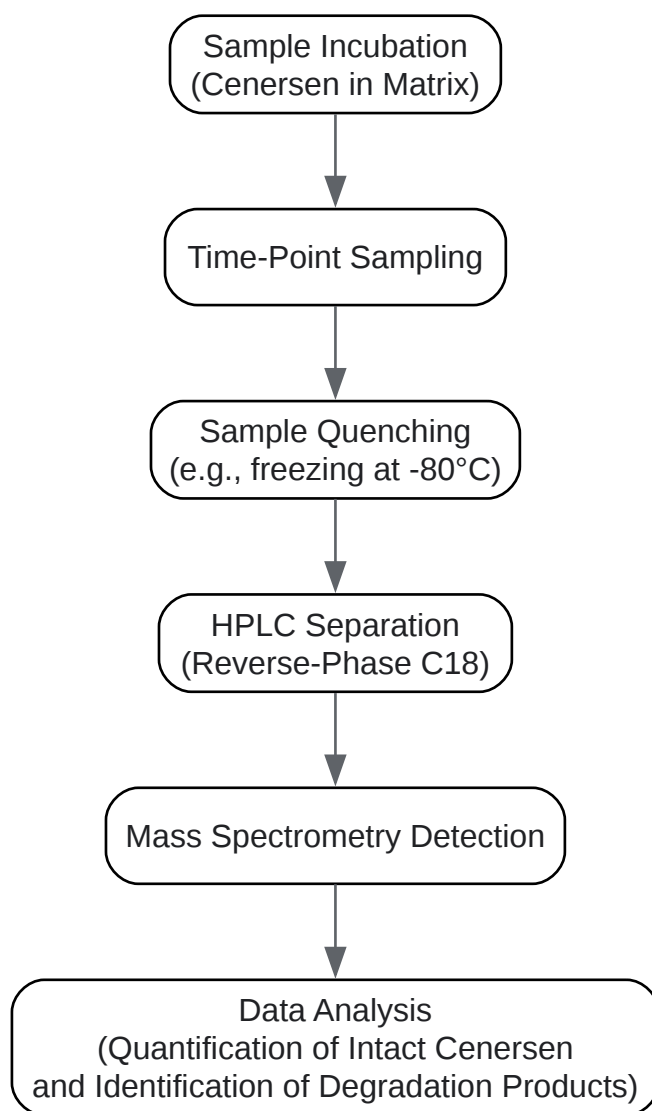 Sample Incubation
(Cenersen in Matrix)
Time-Point Sampling
Sample Quenching
(e.g., freezing at -80°C)
HPLC Separation
(Reverse-Phase C18)
Mass Spectrometry Detection
Data Analysis
(Quantification of Intact Cenersen
and Identification of Degradation Products)